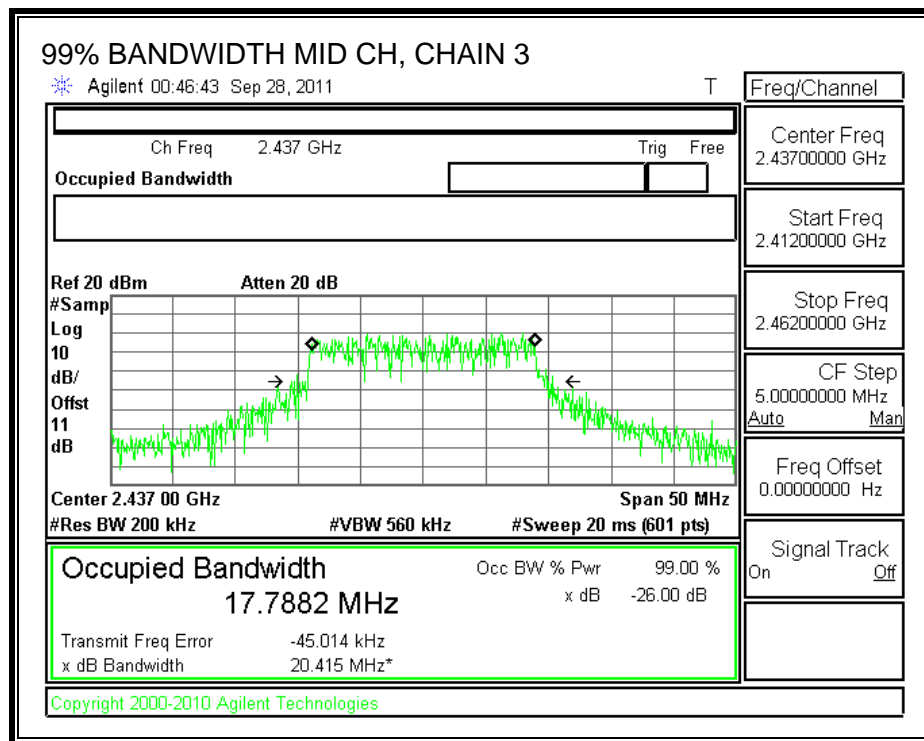 99% BANDWIDTH MID CH, CHAIN 3
Agilent 00:46:43 Sep 28, 2011 T
Freq/Channel
Ch Freq 2.437 GHz Trig Free
Occupied Bandwidth
Center Freq
2.43700000 GHz
Start Freq
2.41200000 GHz
Stop Freq
2.46200000 GHz
CF Step
5.00000000 MHz
Auto Man
Freq Offset
0.00000000 Hz
Signal Track
On Off
Ref 20 dBm Atten 20 dB
#Samp
Log
10
dB/
Offst
11
dB
Center 2.437 00 GHz Span 50 MHz
#Res BW 200 kHz #VBW 560 kHz #Sweep 20 ms (601 pts)
Occupied Bandwidth Occ BW % Pwr 99.00 %
17.7882 MHz x dB -26.00 dB
Transmit Freq Error -45.014 kHz
x dB Bandwidth 20.415 MHz*
Copyright 2000-2010 Agilent Technologies